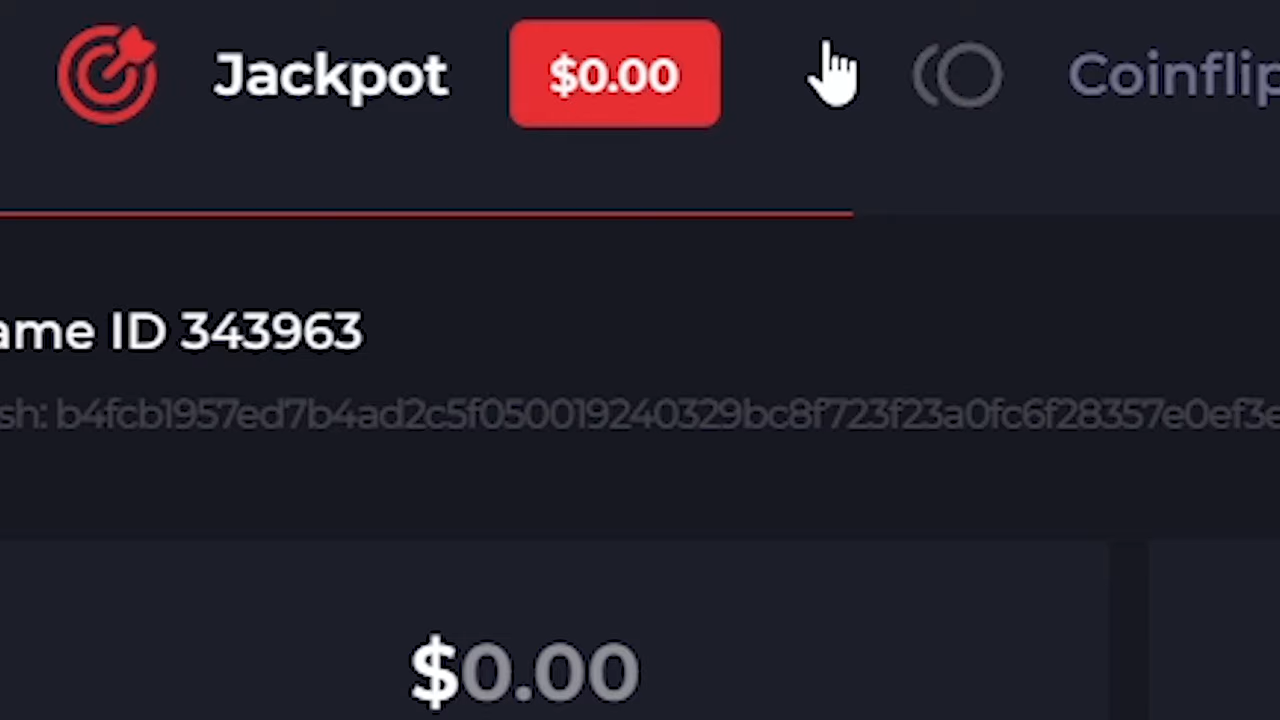 Jackpot $0.00 Coinflip
ame ID 343963
sh: b4fcb1957ed7b4ad2c5f050019240329bc8f723f23a0fc6f28357e0ef3e
$0.00